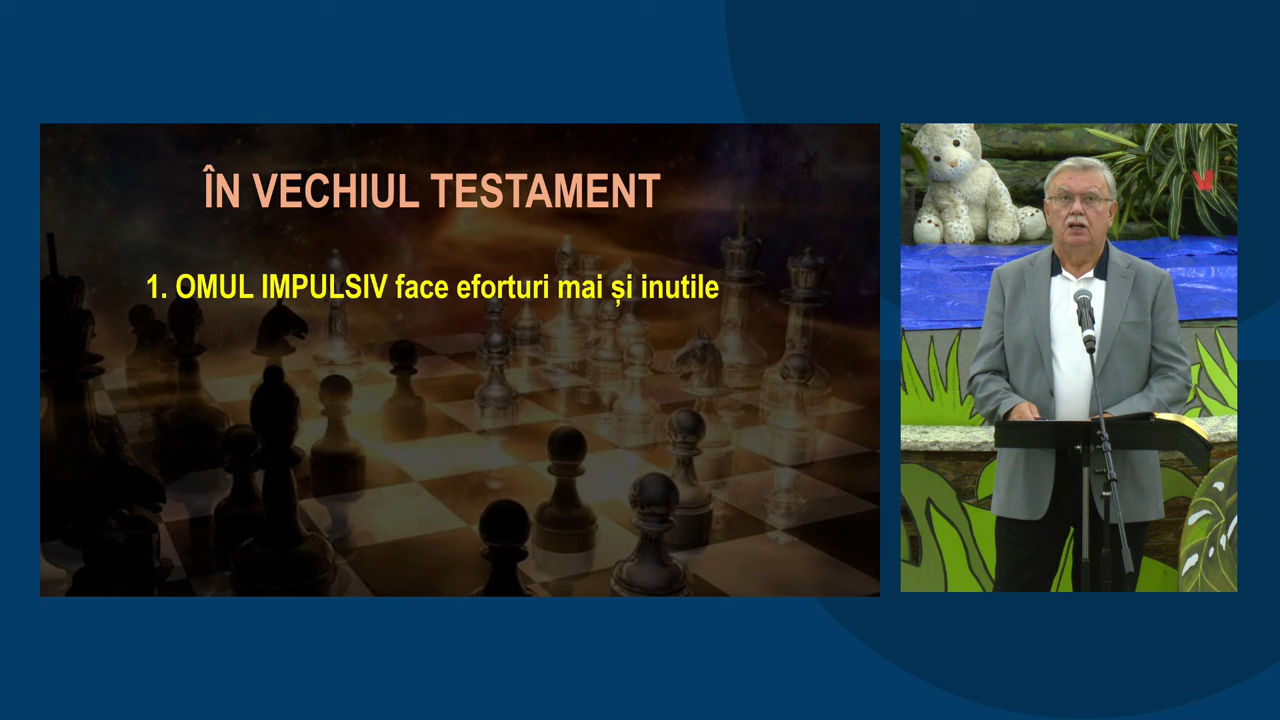 ÎN VECHIUL TESTAMENT
1. OMUL IMPULSIV face eforturi mai și inutile